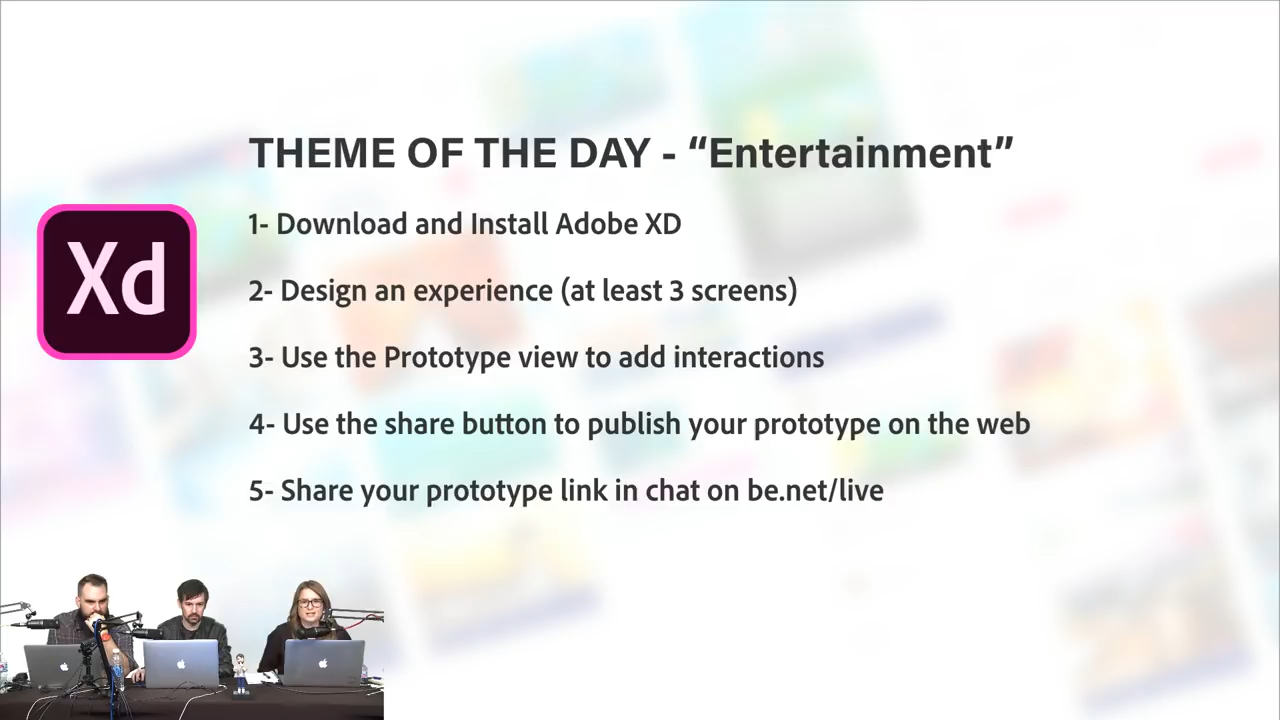 THEME OF THE DAY - “Entertainment”
1- Download and Install Adobe XD
2- Design an experience (at least 3 screens)
Xd
3- Use the Prototype view to add interactions
4- Use the share button to publish your prototype on the web
5- Share your prototype link in chat on be.net/live